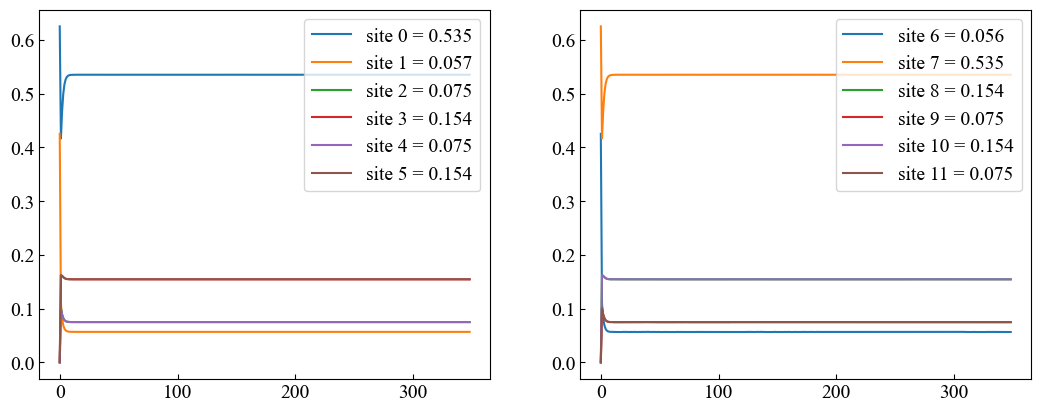 0.6
0.5
0.4
0.3
0.2
0.1
0.0
0
100
200
300
site 0 = 0.535
site 1 = 0.057
site 2 = 0.075
site 3 = 0.154
site 4 = 0.075
site 5 = 0.154
0.6
0.5
0.4
0.3
0.2
0.1
0.0
0
100
200
300
site 6 = 0.056
site 7 = 0.535
site 8 = 0.154
site 9 = 0.075
site 10 = 0.154
site 11 = 0.075